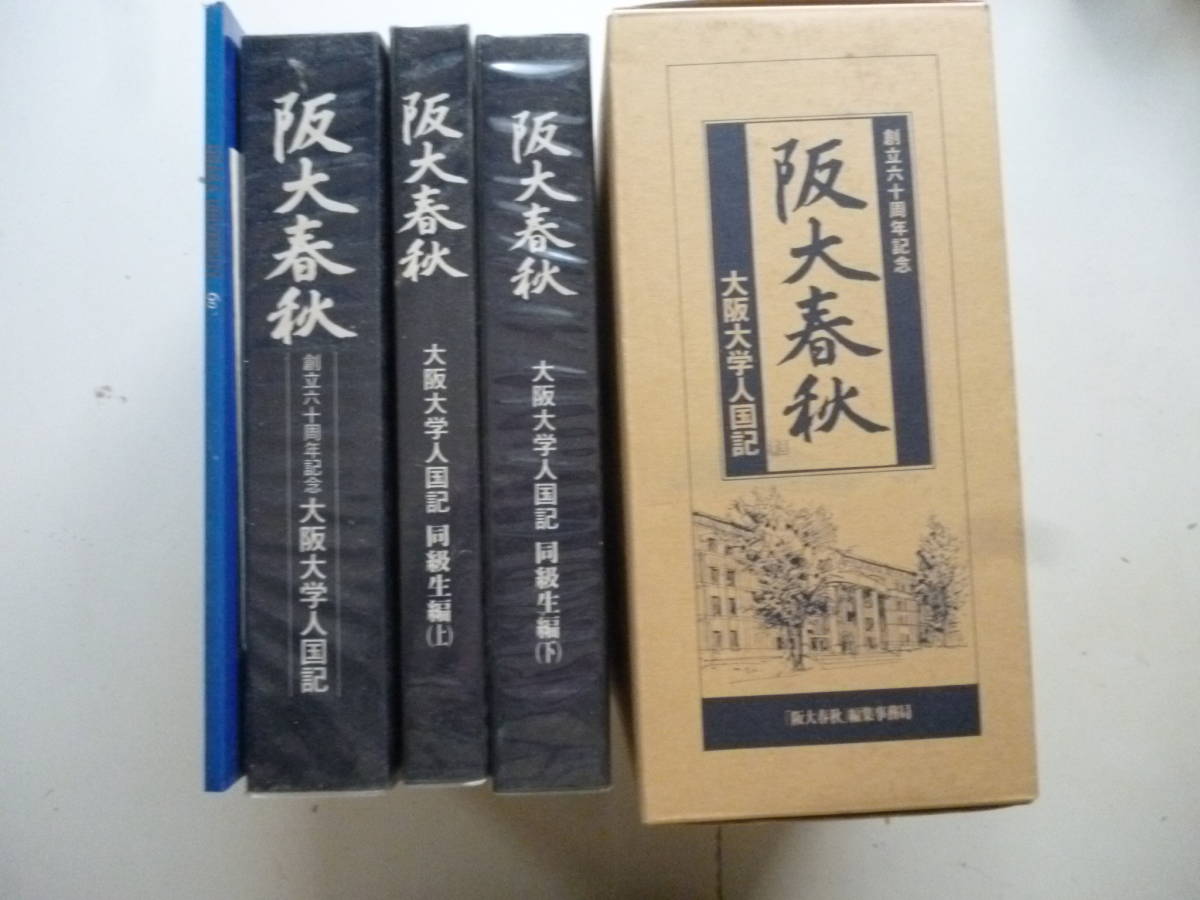 阪大春秋
創立六十周年記念 大阪大学人国記
阪大春秋
大阪大学人国記 同級生編(上)
阪大春秋
大阪大学人国記 同級生編(下)
創立六十周年記念
阪大春秋
大阪大学人国記
「阪大春秋」編集事務局